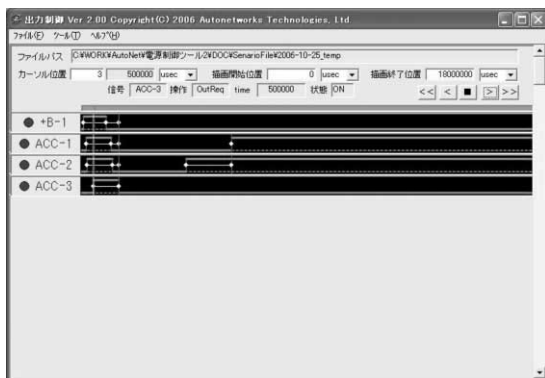 出力制御 Ver 2.00 Copyright(C) 2006 Autonetworks Technologies, Ltd
ファイル(F) ツール(T) ヘルプ(H)
ファイルパス C:¥WORK¥AutoNet¥電源制御ツール2¥DOC¥SenarioFile¥2006-10-25_temp
カーソル位置 3 500000 usec 描画開始位置 0 usec 描画終了位置 18000000 usec
信号 ACC-3 操作 OutReq time 500000 状態 ON << < ■ > >>
+B-1
ACC-1
ACC-2
ACC-3